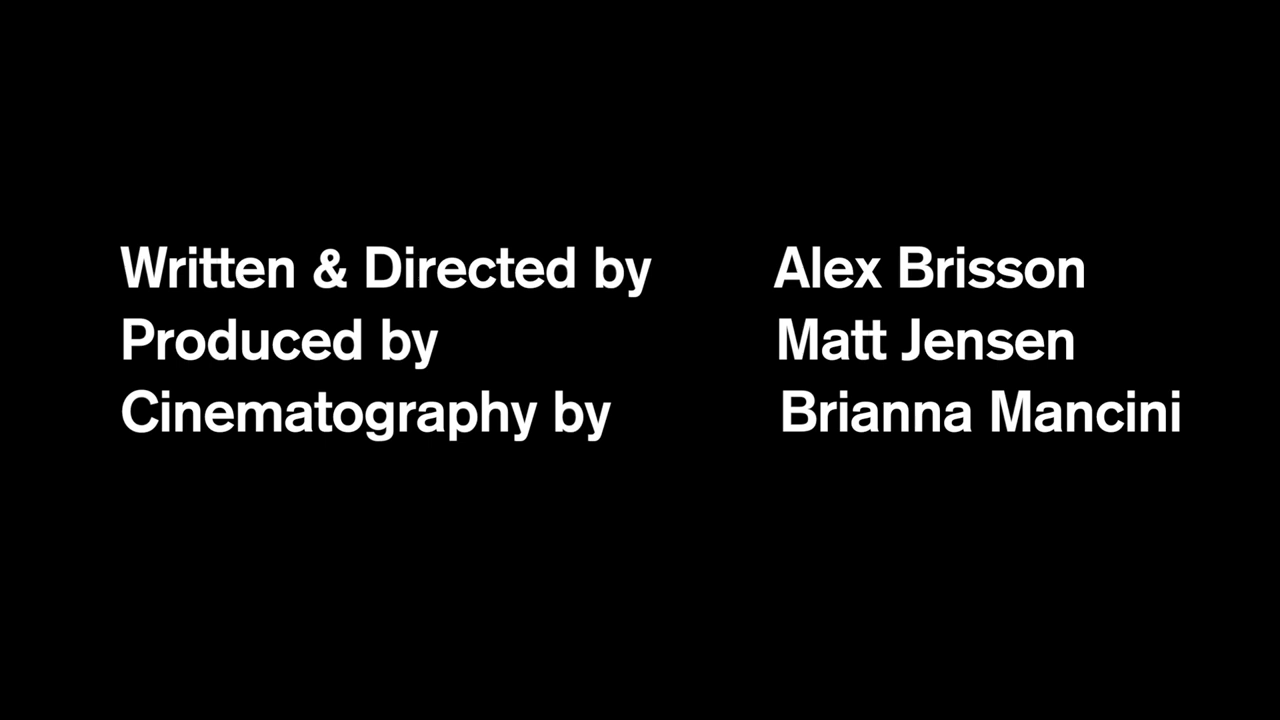 Written & Directed by Alex Brisson
Produced by Matt Jensen
Cinematography by Brianna Mancini